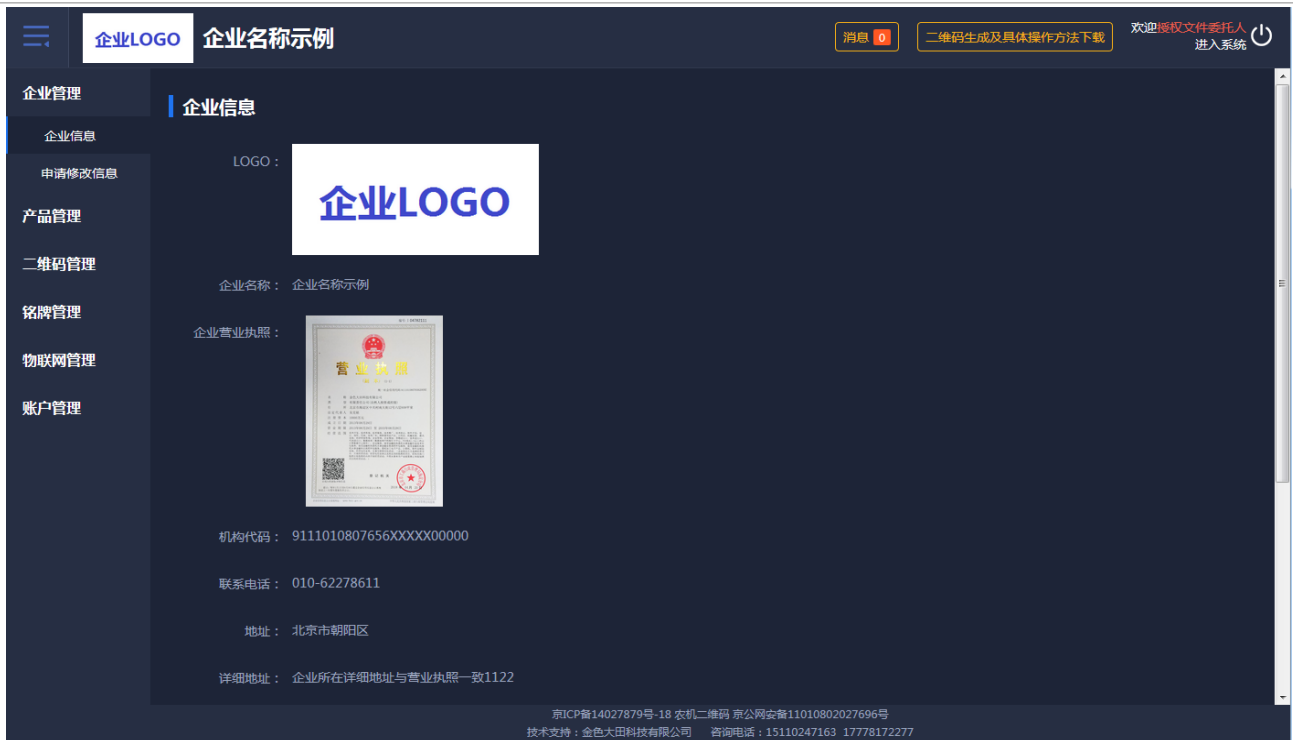 企业LOGO 企业名称示例 消息 0 二维码生成及具体操作方法下载 欢迎授权文件委托人
进入系统
企业管理
企业信息
申请修改信息
产品管理
二维码管理
铭牌管理
物联网管理
账户管理
企业信息
LOGO：
企业LOGO
企业名称： 企业名称示例
企业营业执照：
营业执照
机构代码： 9111010807656XXXXX00000
联系电话： 010-62278611
地址： 北京市朝阳区
详细地址： 企业所在详细地址与营业执照一致1122
京ICP备14027879号-18 农机二维码 京公网安备11010802027696号
技术支持：金色大田科技有限公司 咨询电话：15110247163 17778172277